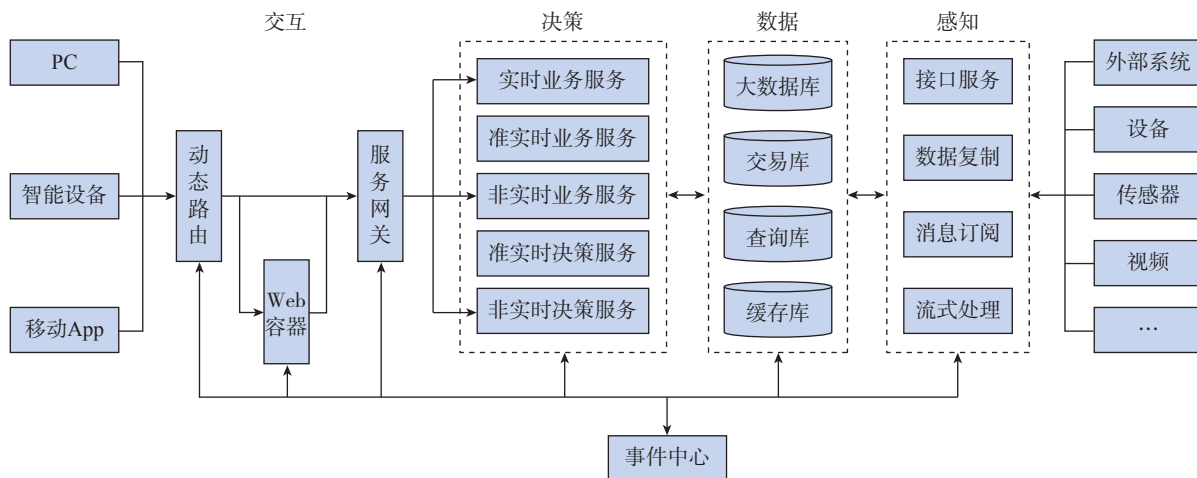 交互
决策
数据
感知
PC
智能设备
移动App
动
态
路
由
Web
容器
服
务
网
关
实时业务服务
准实时业务服务
非实时业务服务
准实时决策服务
非实时决策服务
大数据库
交易库
查询库
缓存库
接口服务
数据复制
消息订阅
流式处理
外部系统
设备
传感器
视频
…
事件中心